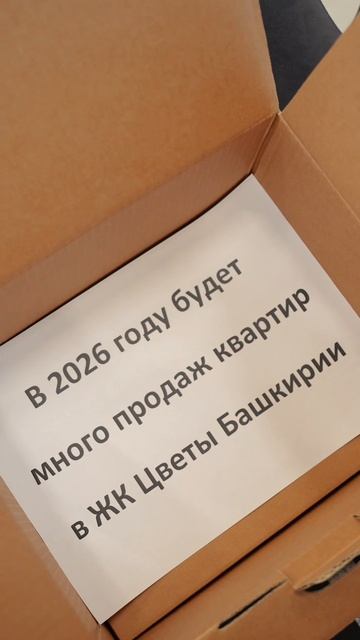 В 2026 году будет
много продаж квартир
в ЖК Цветы Башкирии